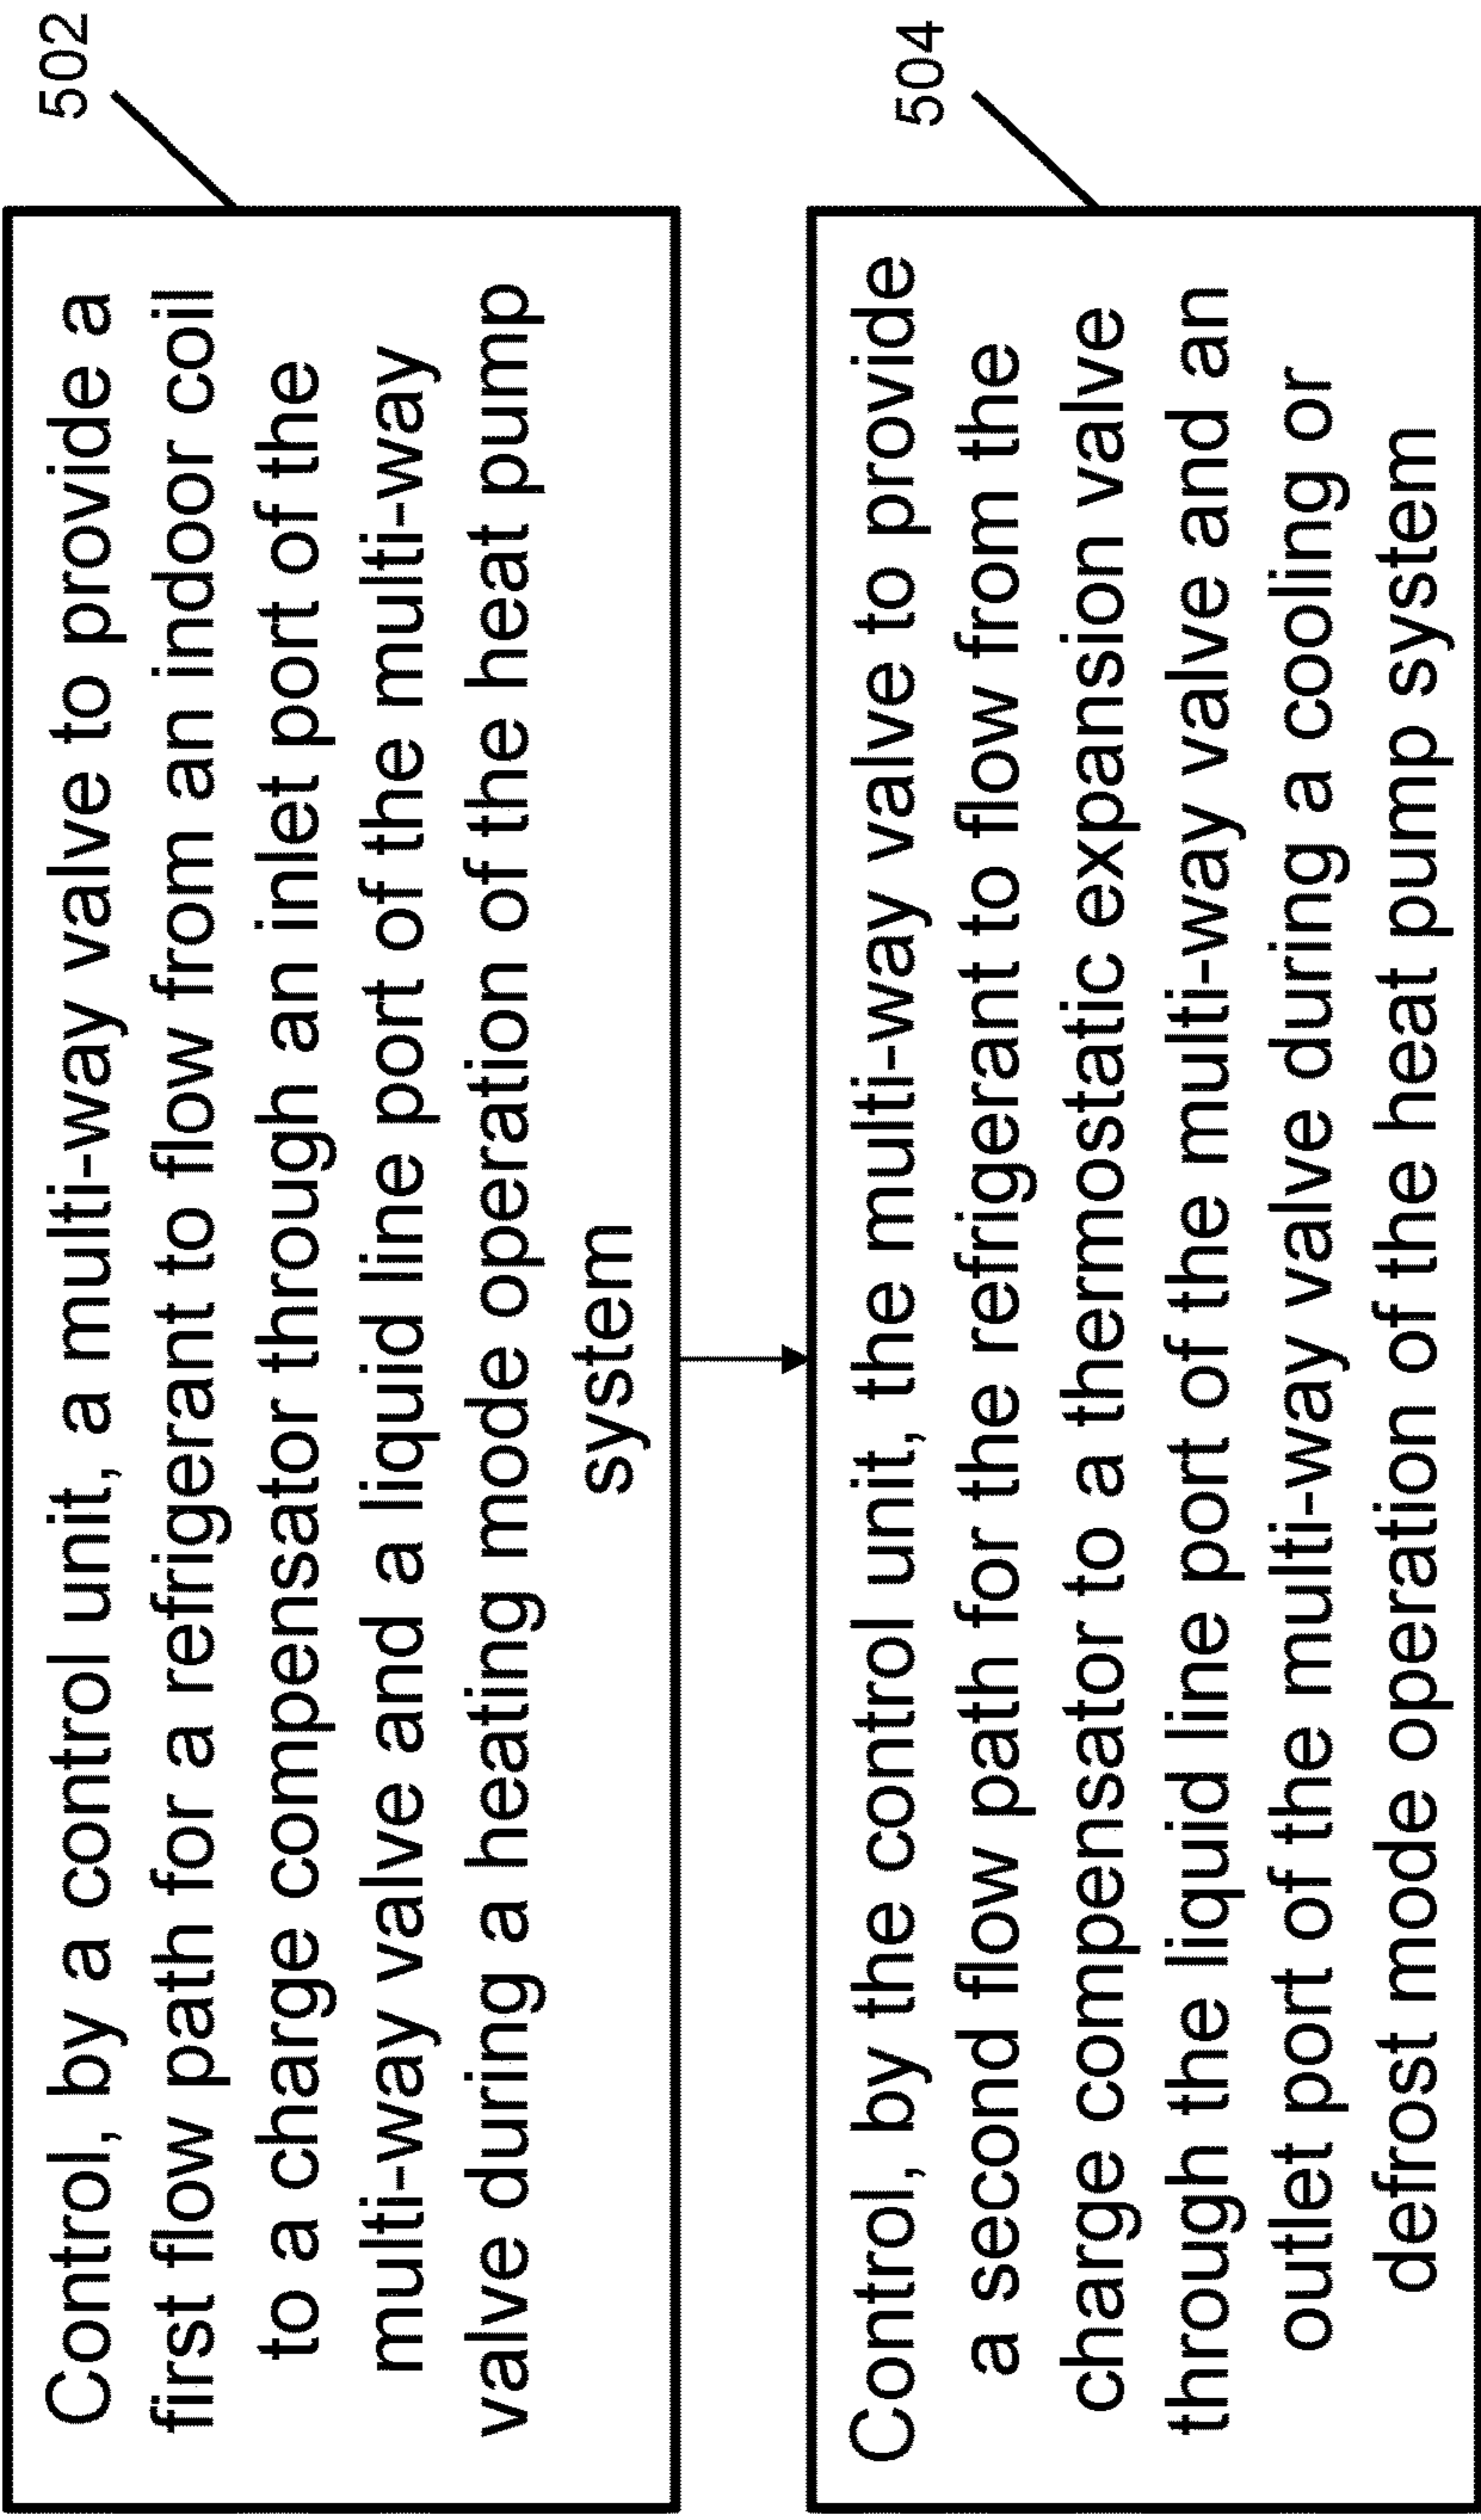 502
Control, by a control unit, a multi-way valve to provide a
first flow path for a refrigerant to flow from an indoor coil
to a charge compensator through an inlet port of the
multi-way valve and a liquid line port of the multi-way
valve during a heating mode operation of the heat pump
system
504
Control, by the control unit, the multi-way valve to provide
a second flow path for the refrigerant to flow from the
charge compensator to a thermostatic expansion valve
through the liquid line port of the multi-way valve and an
outlet port of the multi-way valve during a cooling or
defrost mode operation of the heat pump system